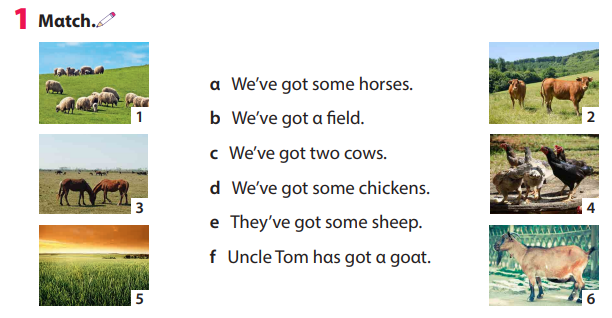 1 Match.
a We've got some horses.
b We've got a field.
c We've got two cows.
d We've got some chickens.
e They've got some sheep.
f Uncle Tom has got a goat.
1
2
3
4
5
6